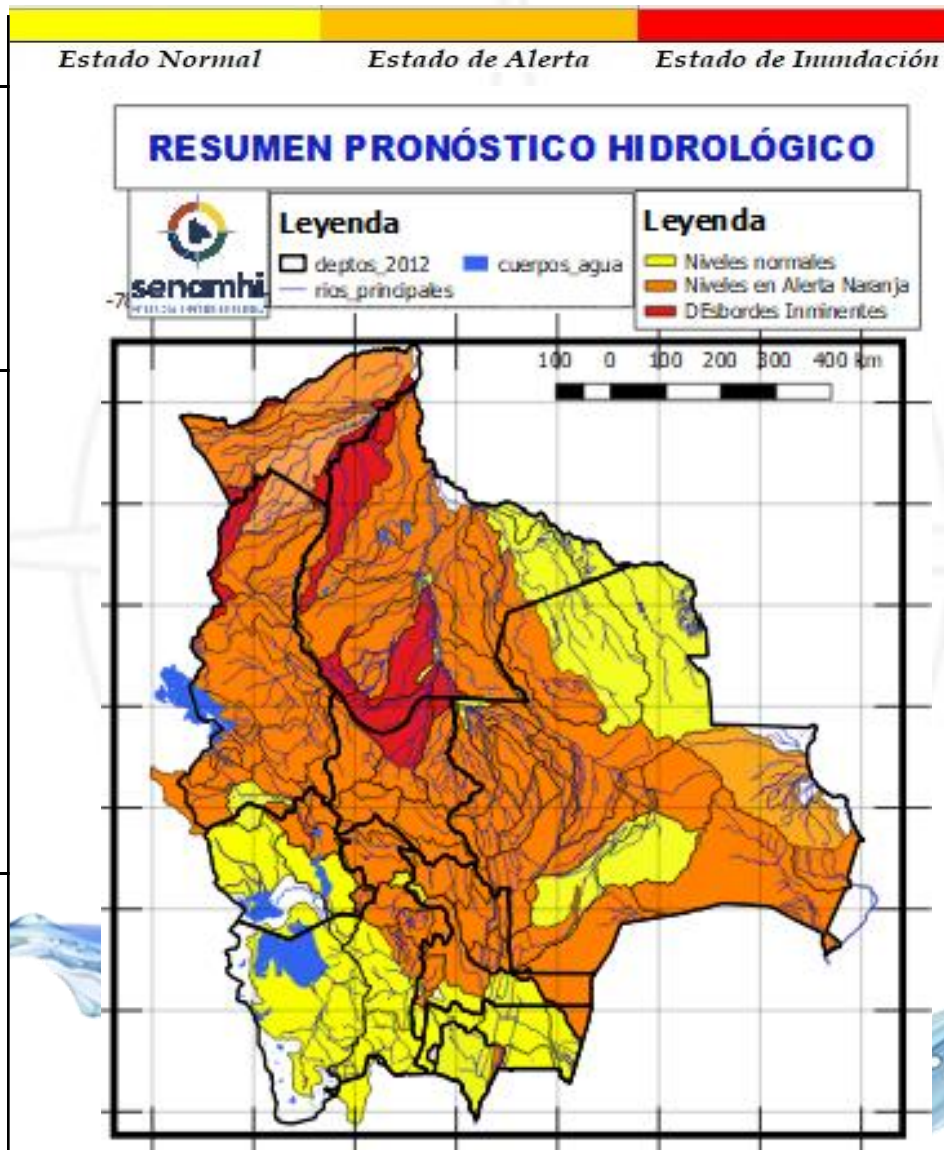 Estado Normal Estado de Alerta Estado de Inundación
RESUMEN PRONÓSTICO HIDROLÓGICO
senamhi
Leyenda
deptos_2012 cuerpos_agua
rios_principales
Leyenda
Niveles normales
Niveles en Alerta Naranja
DEsbordes Inminentes
100 0 100 200 300 400 km